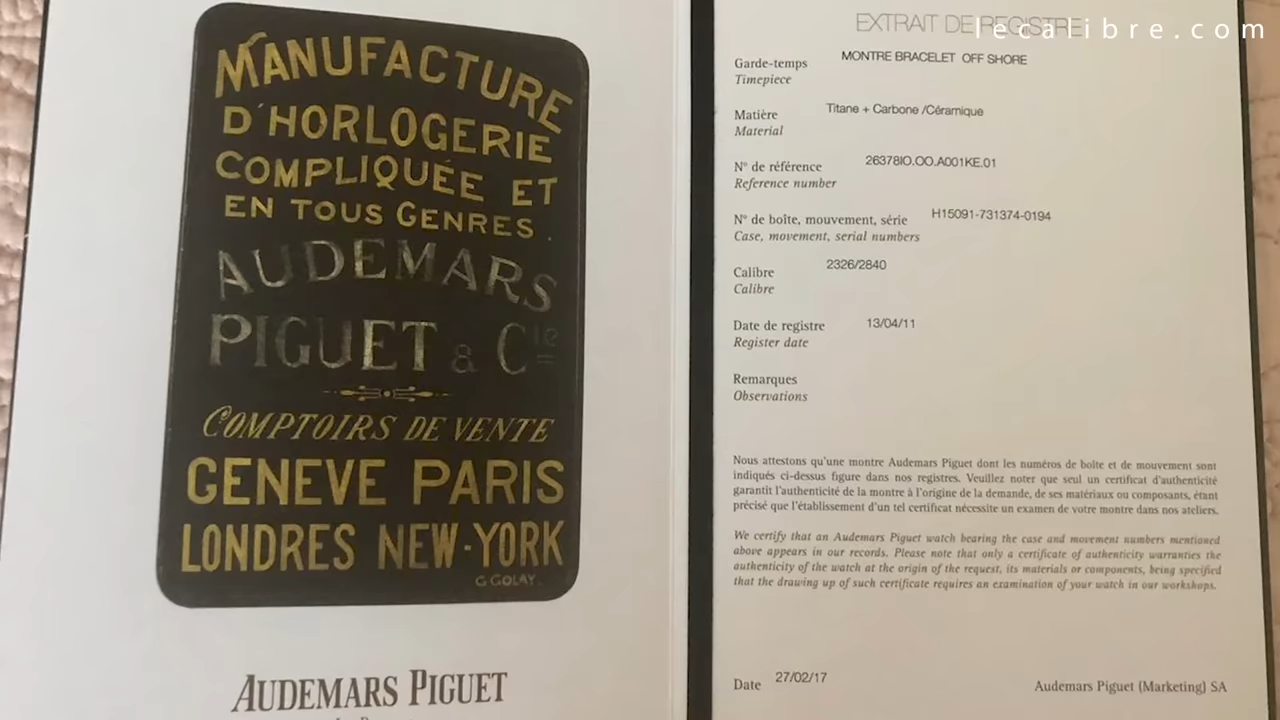 MANUFACTURE
D'HORLOGERIE
COMPLIQUÉE ET
EN TOUS GENRES.
AUDEMARS
PIGUET & Cie
COMPTOIRS DE VENTE
GENEVE PARIS
LONDRES NEW-YORK
G GOLAY.
AUDEMARS PIGUET
EXTRAIT DE REGISTRE
lecalibre.com
Garde-temps MONTRE BRACELET OFF SHORE
Timepiece
Matière Titane + Carbone /Céramique
Material
N° de référence 26378IO.OO.A001KE.01
Reference number
N° de boîte, mouvement, série H15091-731374-0194
Case, movement, serial numbers
Calibre 2326/2840
Calibre
Date de registre 13/04/11
Register date
Remarques
Observations
Nous attestons qu'une montre Audemars Piguet dont les numéros de boîte et de mouvement sont
indiqués ci-dessus figure dans nos registres. Veuillez noter que seul un certificat d'authenticité
garantit l'authenticité de la montre à l'origine de la demande, de ses matériaux ou composants, étant
précisé que l'établissement d'un tel certificat nécessite un examen de votre montre dans nos ateliers.
We certify that an Audemars Piguet watch bearing the case and movement numbers mentioned
above appears in our records. Please note that only a certificate of authenticity warranties the
authenticity of the watch at the origin of the request, its materials or components, being specified
that the drawing up of such certificate requires an examination of your watch in our workshops.
Date 27/02/17 Audemars Piguet (Marketing) SA